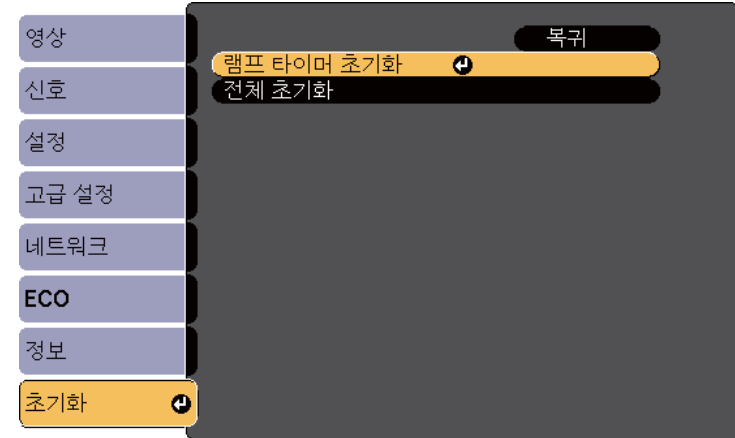 영상
신호
설정
고급 설정
네트워크
ECO
정보
초기화
복귀
램프 타이머 초기화
전체 초기화